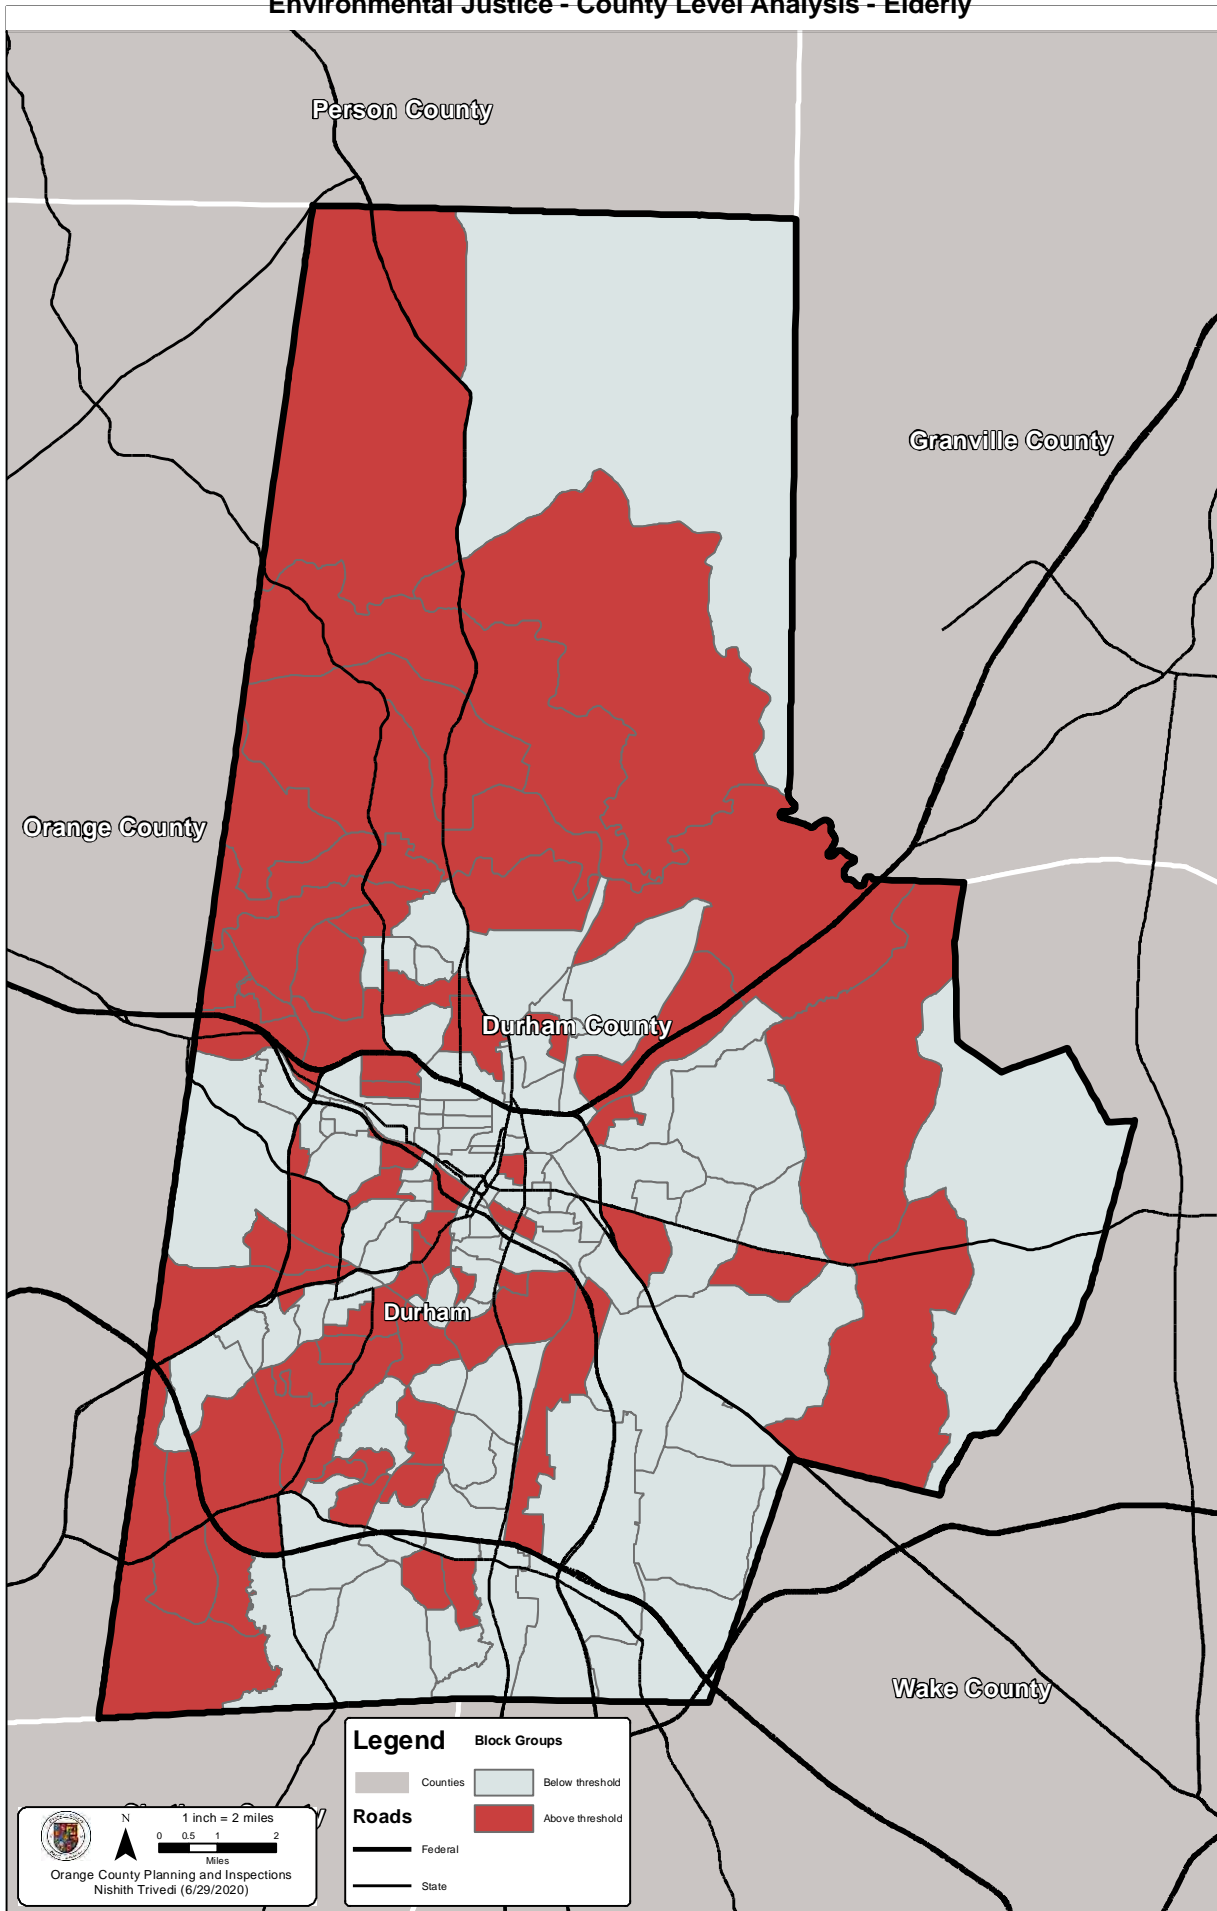 Environmental Justice - County Level Analysis - Elderly
Person County
Granville County
Orange County
Durham County
Durham
Wake County
Legend
Block Groups
Counties
Below threshold
Roads
Above threshold
Federal
State
N
1 inch = 2 miles
0 0.5 1 2
Miles
Orange County Planning and Inspections
Nishith Trivedi (6/29/2020)